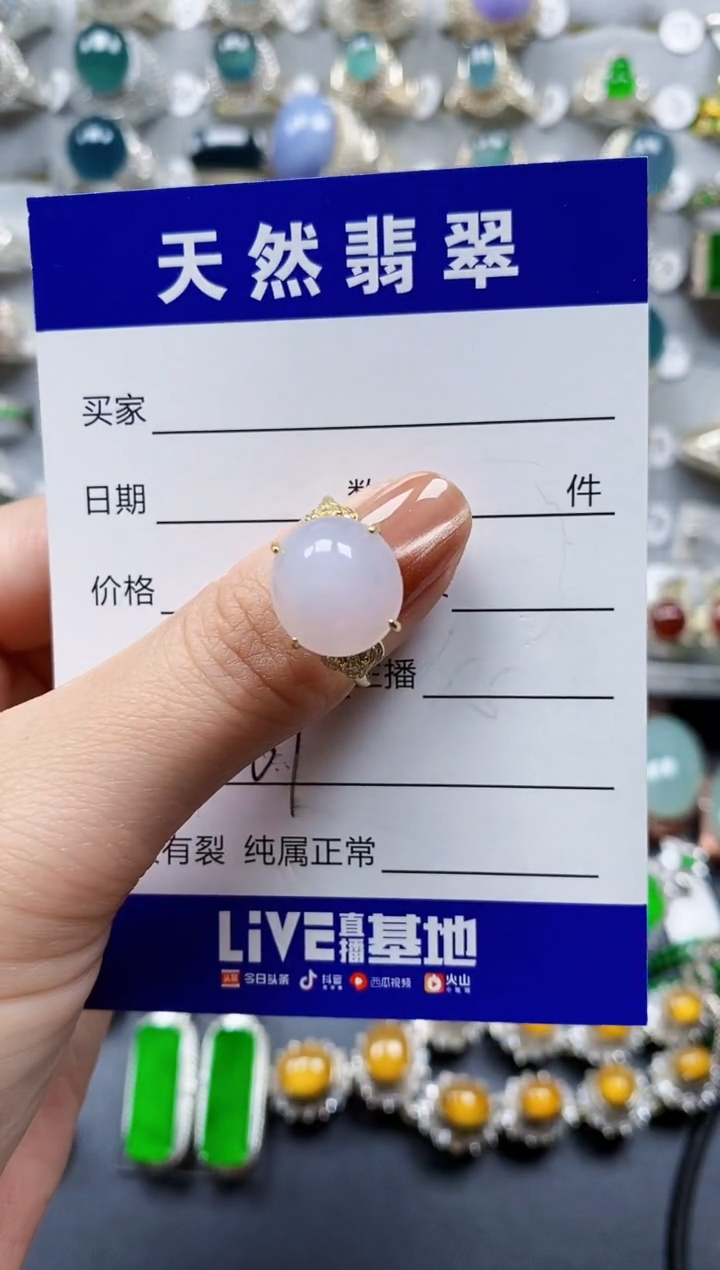 天然翡翠
买家
日期 件
价格
主播
有裂 纯属正常
LiVE直播基地
今日头条 抖音 西瓜视频 火山